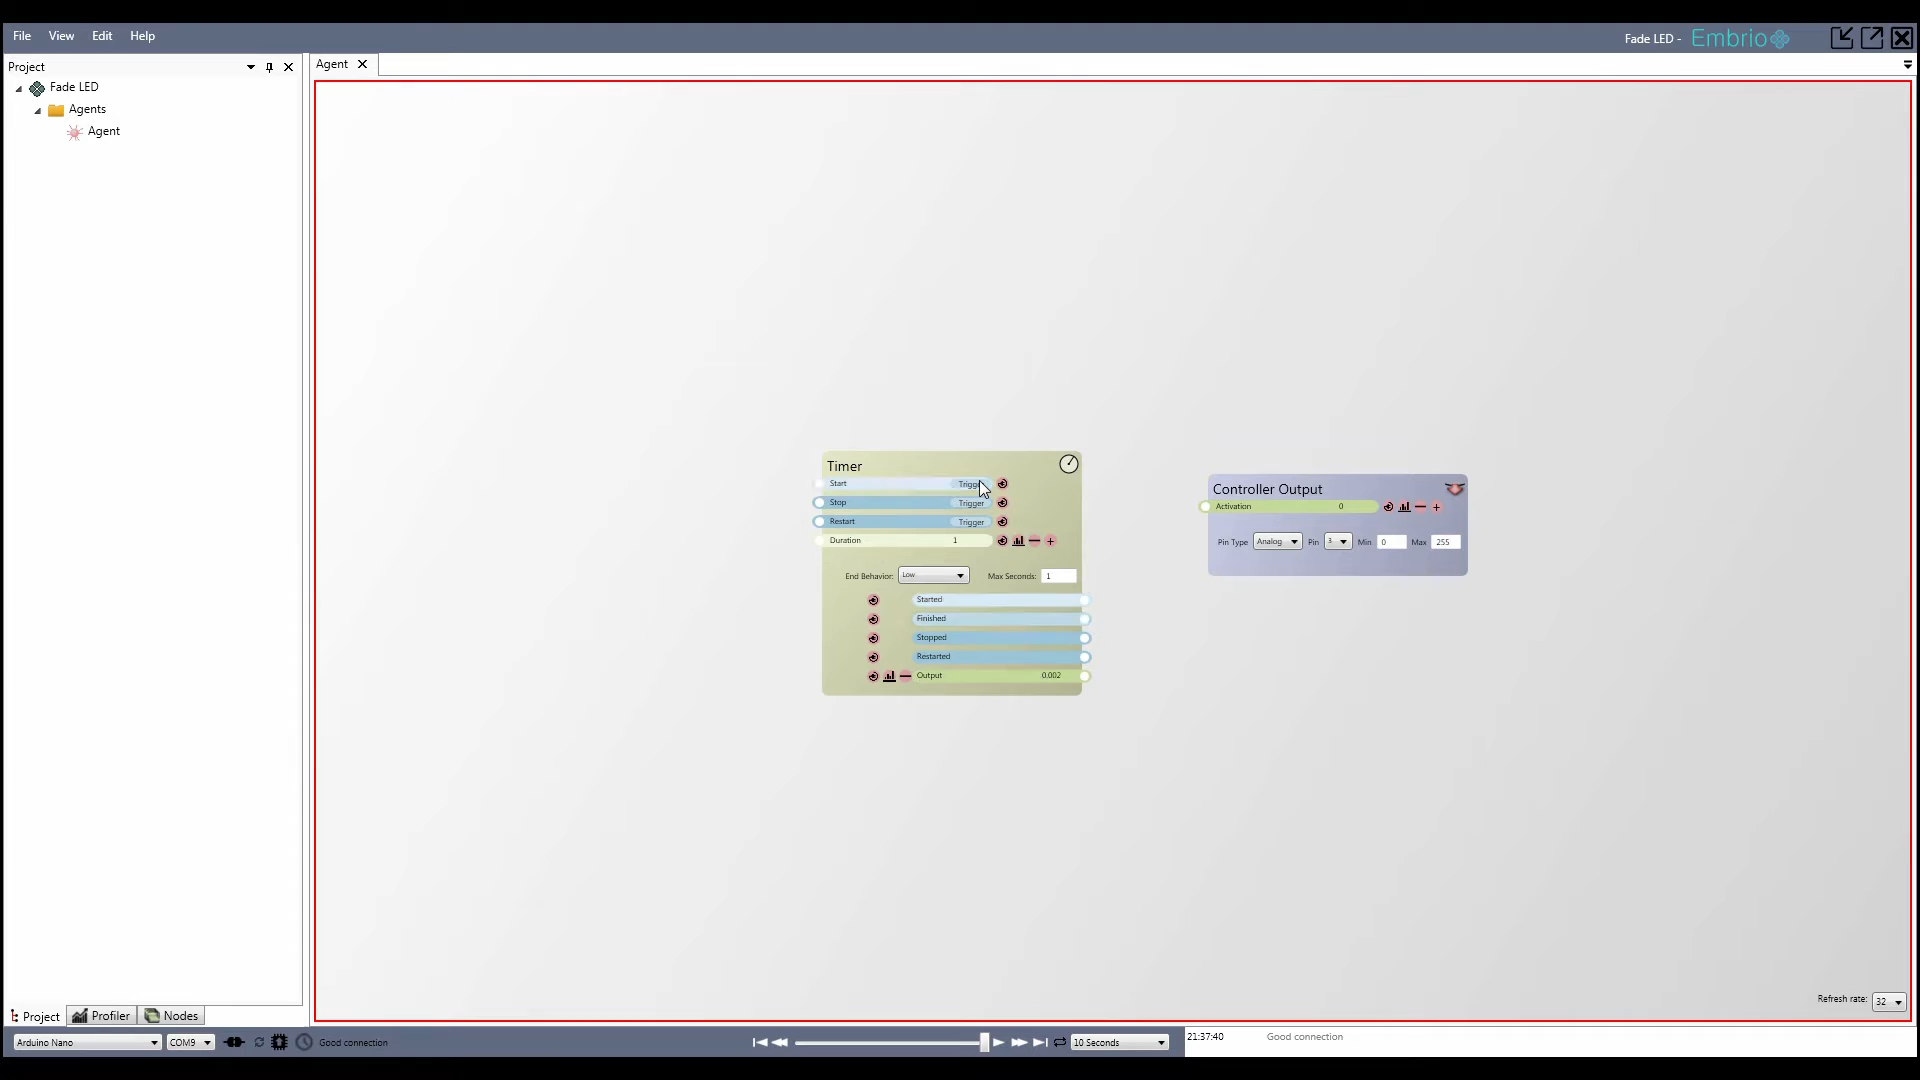 File View Edit Help
Fade LED - Embrio
Project
Agent
Fade LED
Agents
Agent
Timer
Start Trigger
Stop Trigger
Restart Trigger
Duration 1
End Behavior: Low Max Seconds: 1
Started
Finished
Stopped
Restarted
Output 0.002
Controller Output
Activation 0
Pin Type Analog Pin 3 Min 0 Max 255
Refresh rate: 32
Project Profiler Nodes
Arduino Nano COM9 Good connection 10 Seconds 21:37:40 Good connection